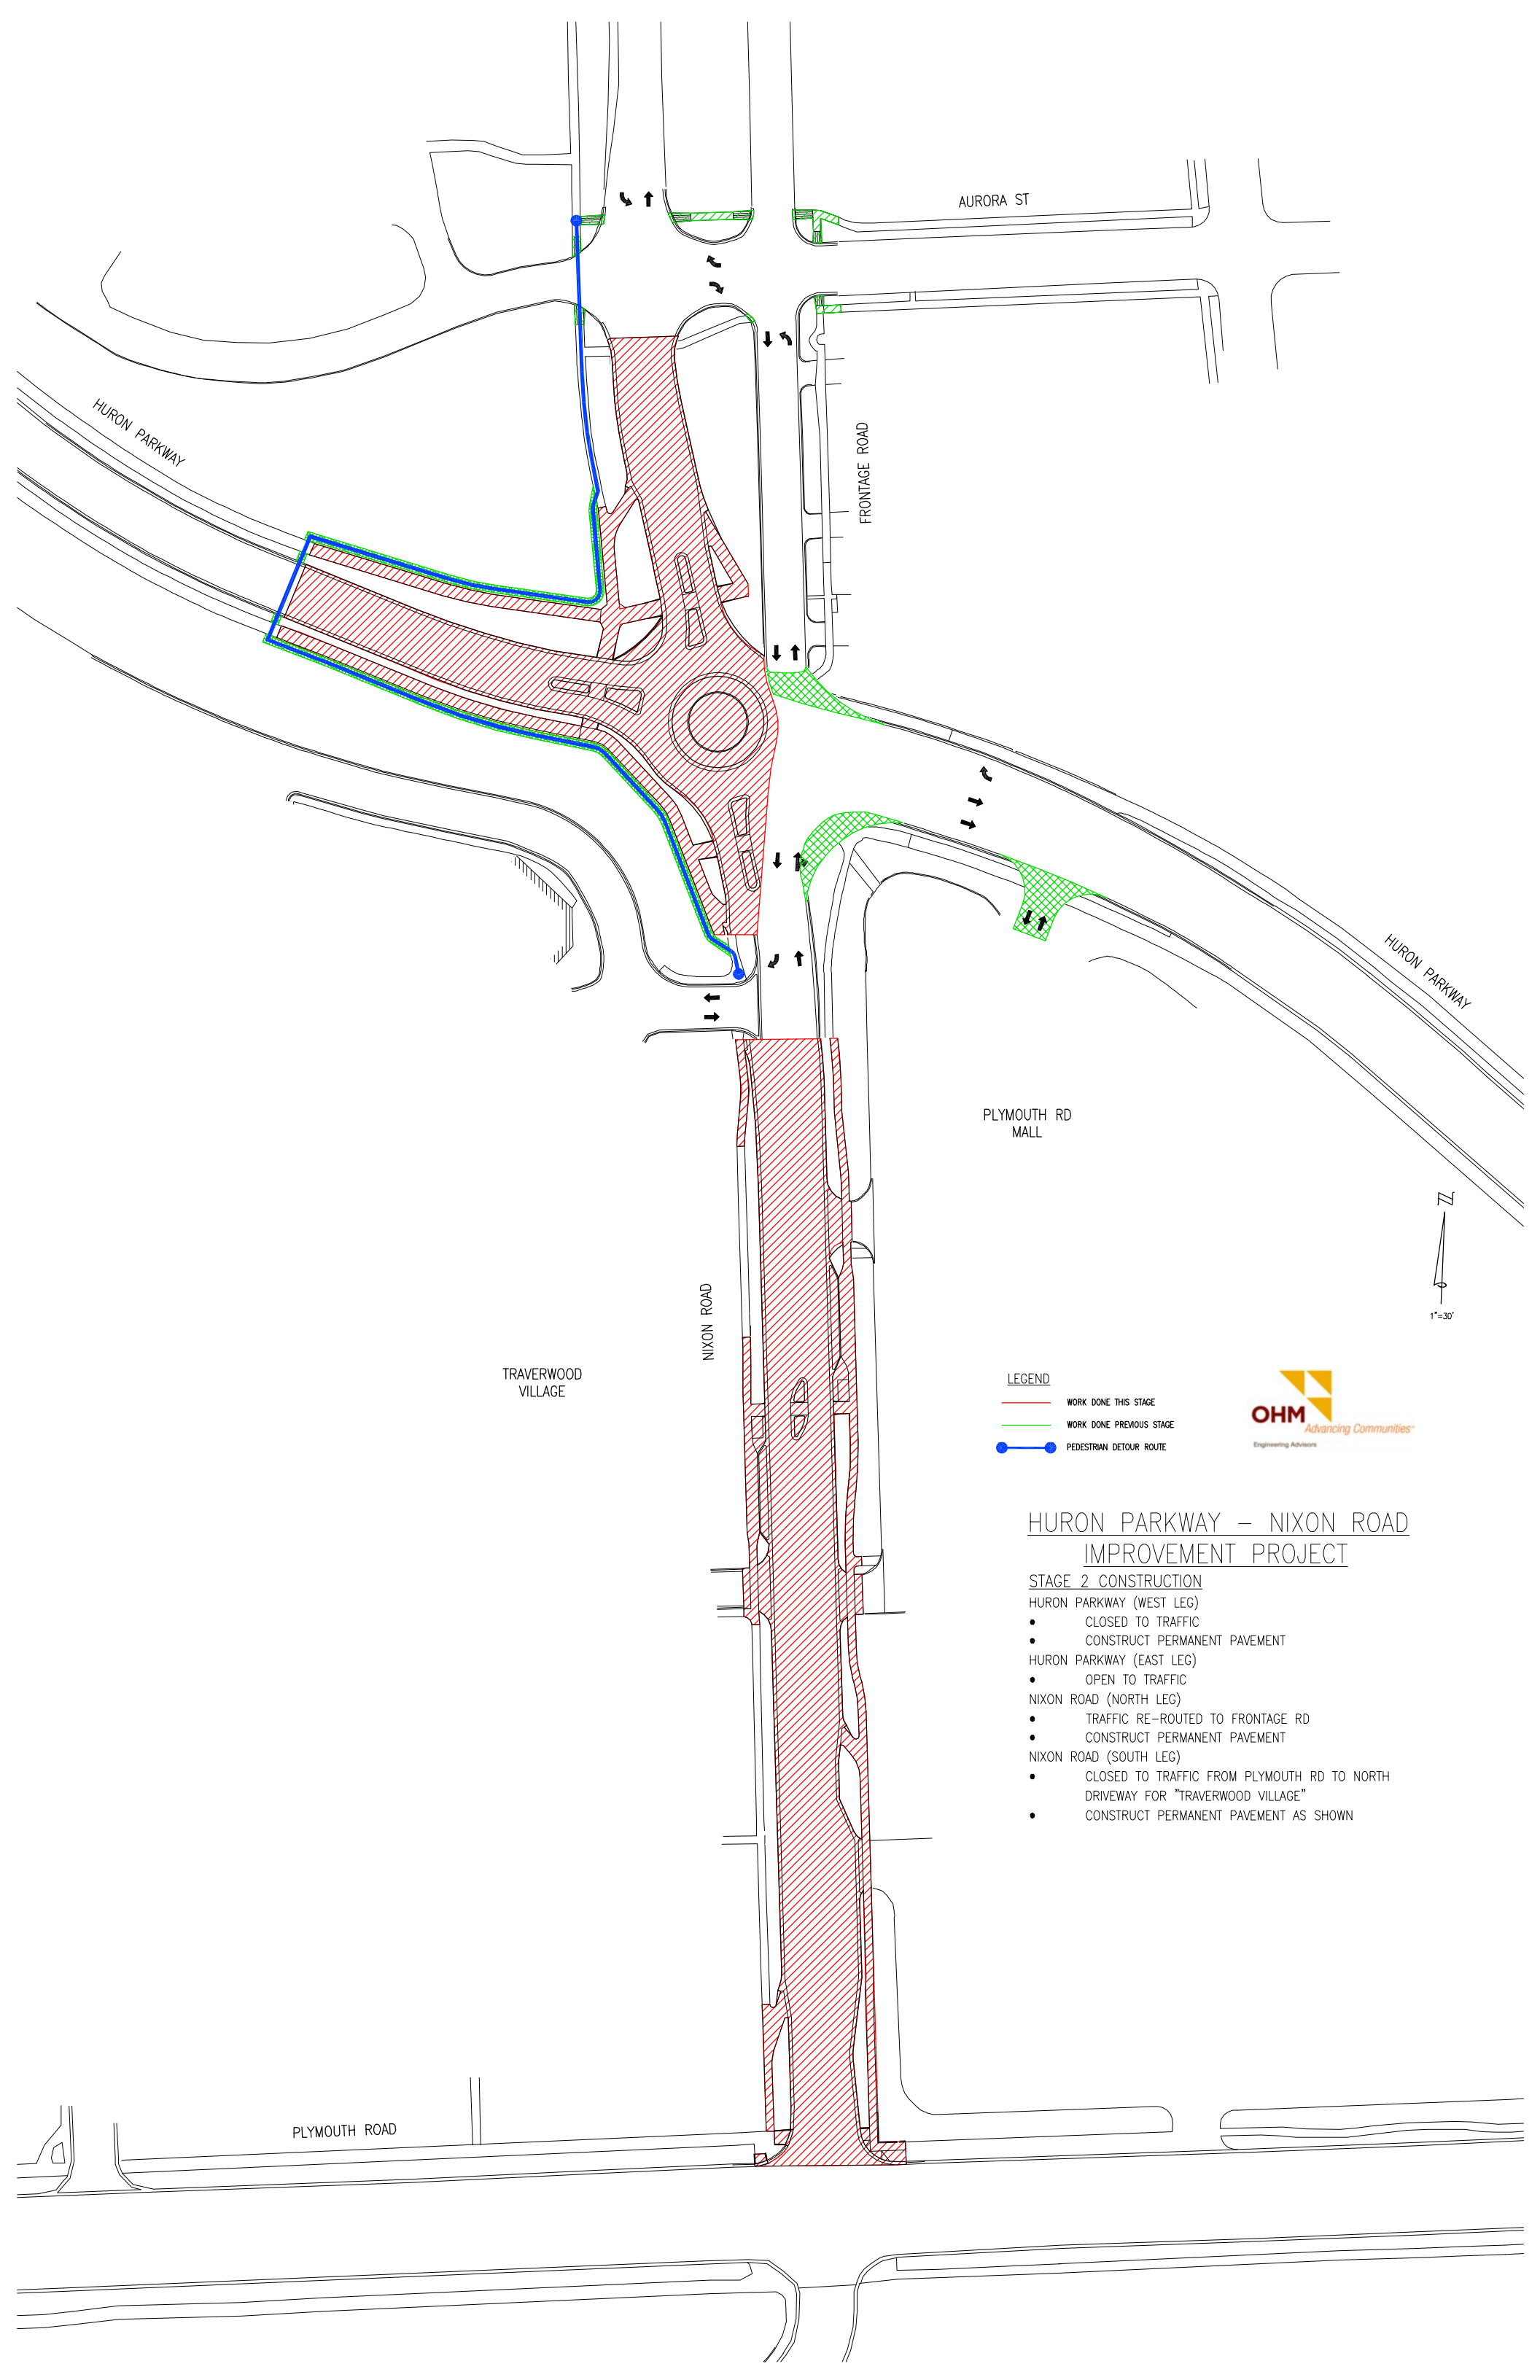 AURORA ST
HURON PARKWAY
FRONTAGE ROAD
HURON PARKWAY
PLYMOUTH RD
MALL
N
1"=30'
NIXON ROAD
TRAVERWOOD
VILLAGE
LEGEND
WORK DONE THIS STAGE
WORK DONE PREVIOUS STAGE
PEDESTRIAN DETOUR ROUTE
OHM
Advancing Communities
Engineering Advisors
HURON PARKWAY – NIXON ROAD
IMPROVEMENT PROJECT
STAGE 2 CONSTRUCTION
HURON PARKWAY (WEST LEG)
• CLOSED TO TRAFFIC
• CONSTRUCT PERMANENT PAVEMENT
HURON PARKWAY (EAST LEG)
• OPEN TO TRAFFIC
NIXON ROAD (NORTH LEG)
• TRAFFIC RE-ROUTED TO FRONTAGE RD
• CONSTRUCT PERMANENT PAVEMENT
NIXON ROAD (SOUTH LEG)
• CLOSED TO TRAFFIC FROM PLYMOUTH RD TO NORTH
DRIVEWAY FOR "TRAVERWOOD VILLAGE"
• CONSTRUCT PERMANENT PAVEMENT AS SHOWN
PLYMOUTH ROAD